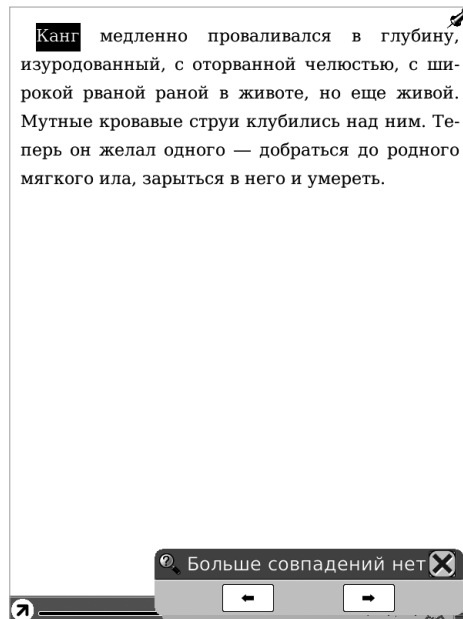 Канг медленно проваливался в глубину,
изуродованный, с оторванной челюстью, с ши-
рокой рваной раной в животе, но еще живой.
Мутные кровавые струи клубились над ним. Те-
перь он желал одного — добраться до родного
мягкого ила, зарыться в него и умереть.
Больше совпадений нет